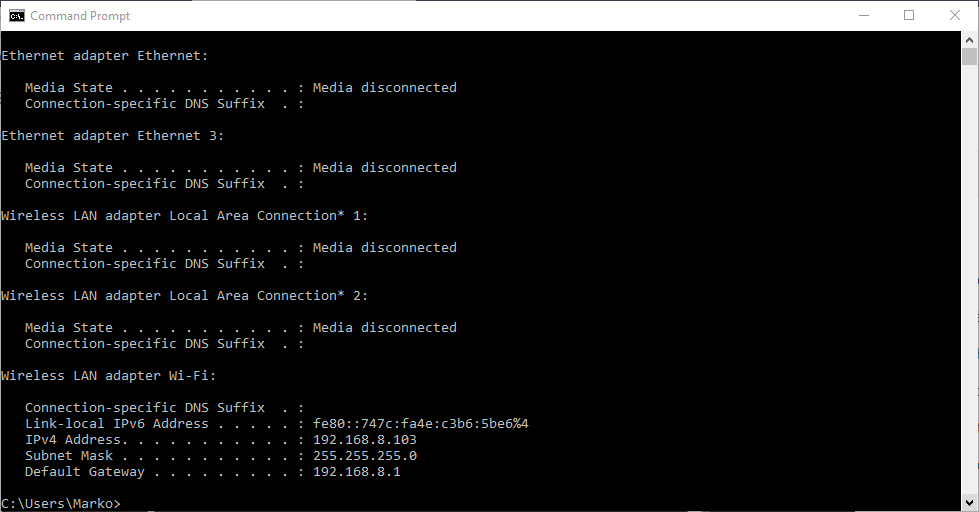 Command Prompt
Ethernet adapter Ethernet:
Media State . . . . . . . . . . . : Media disconnected
Connection-specific DNS Suffix  . :
Ethernet adapter Ethernet 3:
Media State . . . . . . . . . . . : Media disconnected
Connection-specific DNS Suffix  . :
Wireless LAN adapter Local Area Connection* 1:
Media State . . . . . . . . . . . : Media disconnected
Connection-specific DNS Suffix  . :
Wireless LAN adapter Local Area Connection* 2:
Media State . . . . . . . . . . . : Media disconnected
Connection-specific DNS Suffix  . :
Wireless LAN adapter Wi-Fi:
Connection-specific DNS Suffix  . :
Link-local IPv6 Address . . . . . : fe80::747c:fa4e:c3b6:5be6%4
IPv4 Address. . . . . . . . . . . : 192.168.8.103
Subnet Mask . . . . . . . . . . . : 255.255.255.0
Default Gateway . . . . . . . . . : 192.168.8.1
C:\Users\Marko>